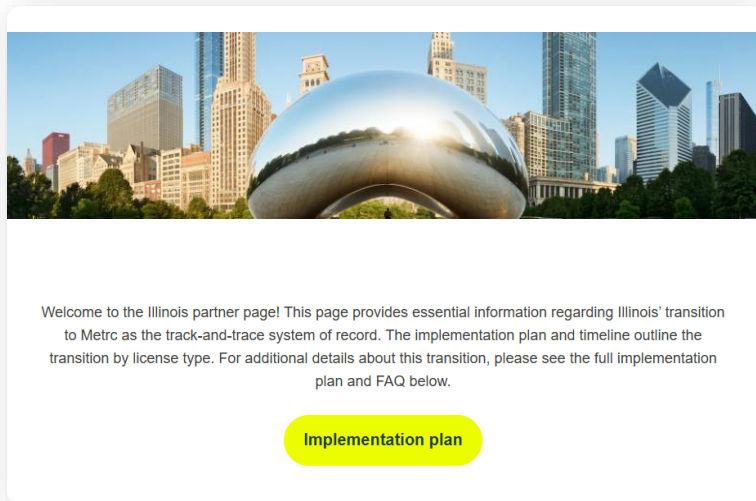 Welcome to the Illinois partner page! This page provides essential information regarding Illinois’ transition
to Metrc as the track-and-trace system of record. The implementation plan and timeline outline the
transition by license type. For additional details about this transition, please see the full implementation
plan and FAQ below.
Implementation plan